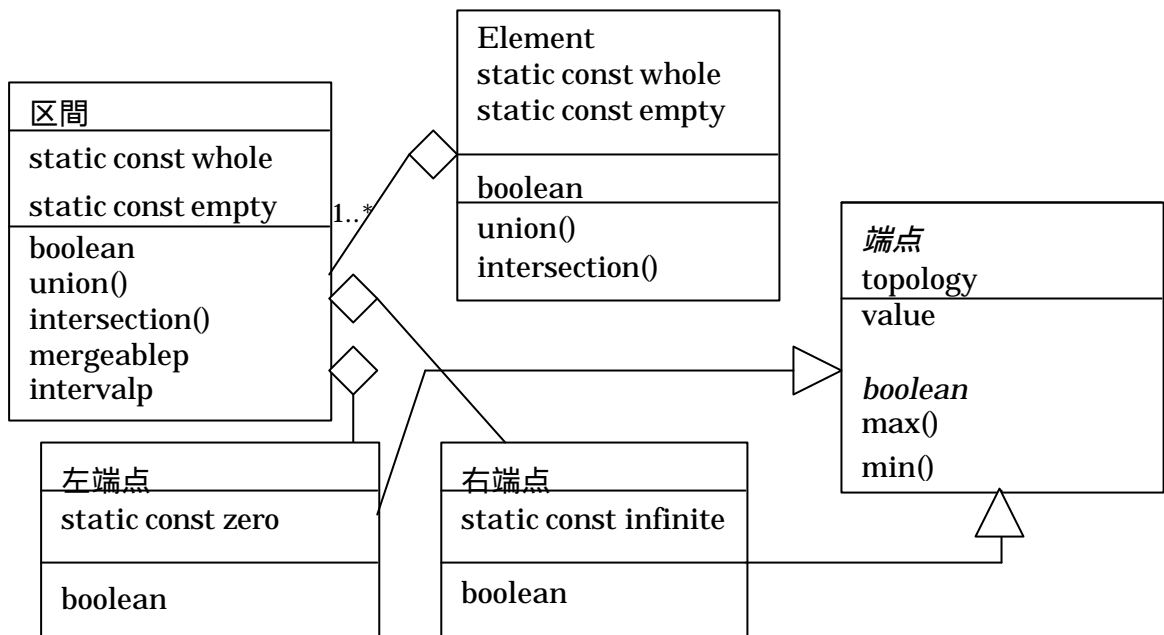 Element
static const whole
static const empty
boolean
union()
intersection()
区間
static const whole
static const empty
boolean
union()
intersection()
mergeablep
intervalp
1..*
端点
topology
value
boolean
max()
min()
左端点
static const zero
boolean
右端点
static const infinite
boolean